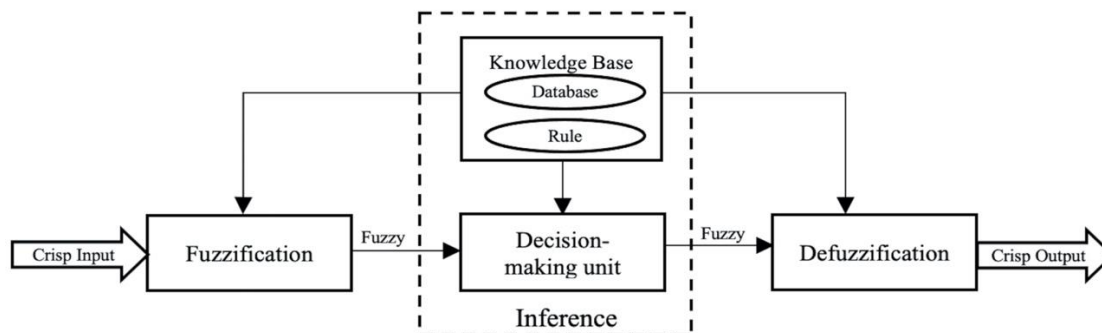 Knowledge Base
Database
Rule
Crisp Input
Fuzzification
Fuzzy
Decision-
making unit
Fuzzy
Defuzzification
Crisp Output
Inference